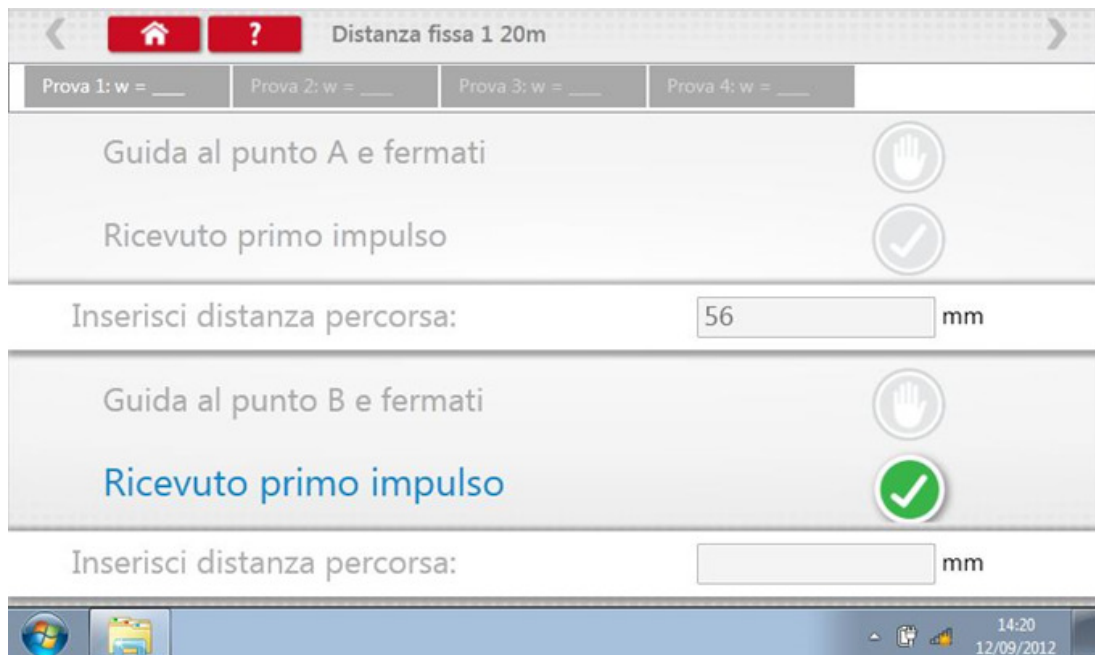 ? Distanza fissa 1 20m
Prova 1: w = ___ Prova 2: w = ___ Prova 3: w = ___ Prova 4: w = ___
Guida al punto A e fermati
Ricevuto primo impulso
Inserisci distanza percorsa: 56 mm
Guida al punto B e fermati
Ricevuto primo impulso
Inserisci distanza percorsa: mm
14:20
12/09/2012